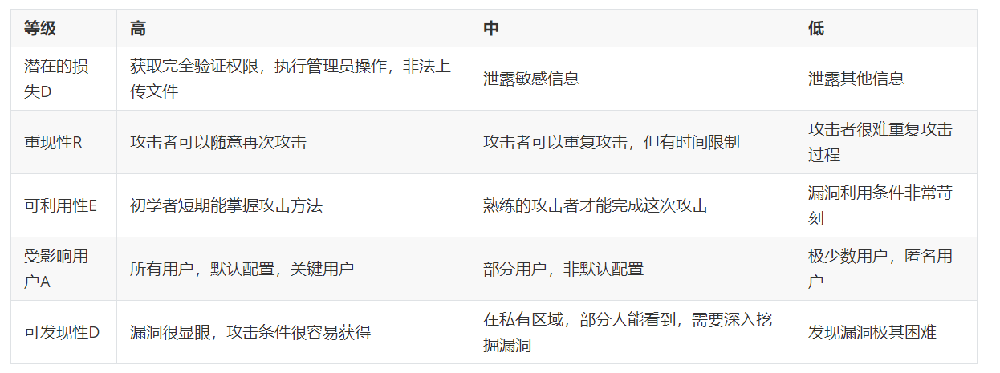 等级
高
中
低
潜在的损
失D
获取完全验证权限，执行管理员操作，非法上
传文件
泄露敏感信息
泄露其他信息
重现性R
攻击者可以随意再次攻击
攻击者可以重复攻击，但有时间限制
攻击者很难重复攻击
过程
可利用性E
初学者短期能掌握攻击方法
熟练的攻击者才能完成这次攻击
漏洞利用条件非常苛
刻
受影响用
户A
所有用户，默认配置，关键用户
部分用户，非默认配置
极少数用户，匿名用
户
可发现性D
漏洞很显眼，攻击条件很容易获得
在私有区域，部分人能看到，需要深入挖
掘漏洞
发现漏洞极其困难